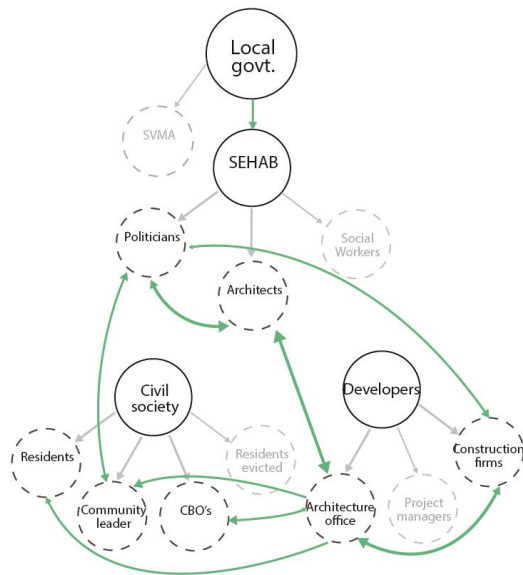 Local
govt.
SVMA
SEHAB
Politicians
Social
Workers
Architects
Civil
society
Developers
Residents
Residents
evicted
Construction
firms
Community
leader
CBO's
Architecture
office
Project
managers